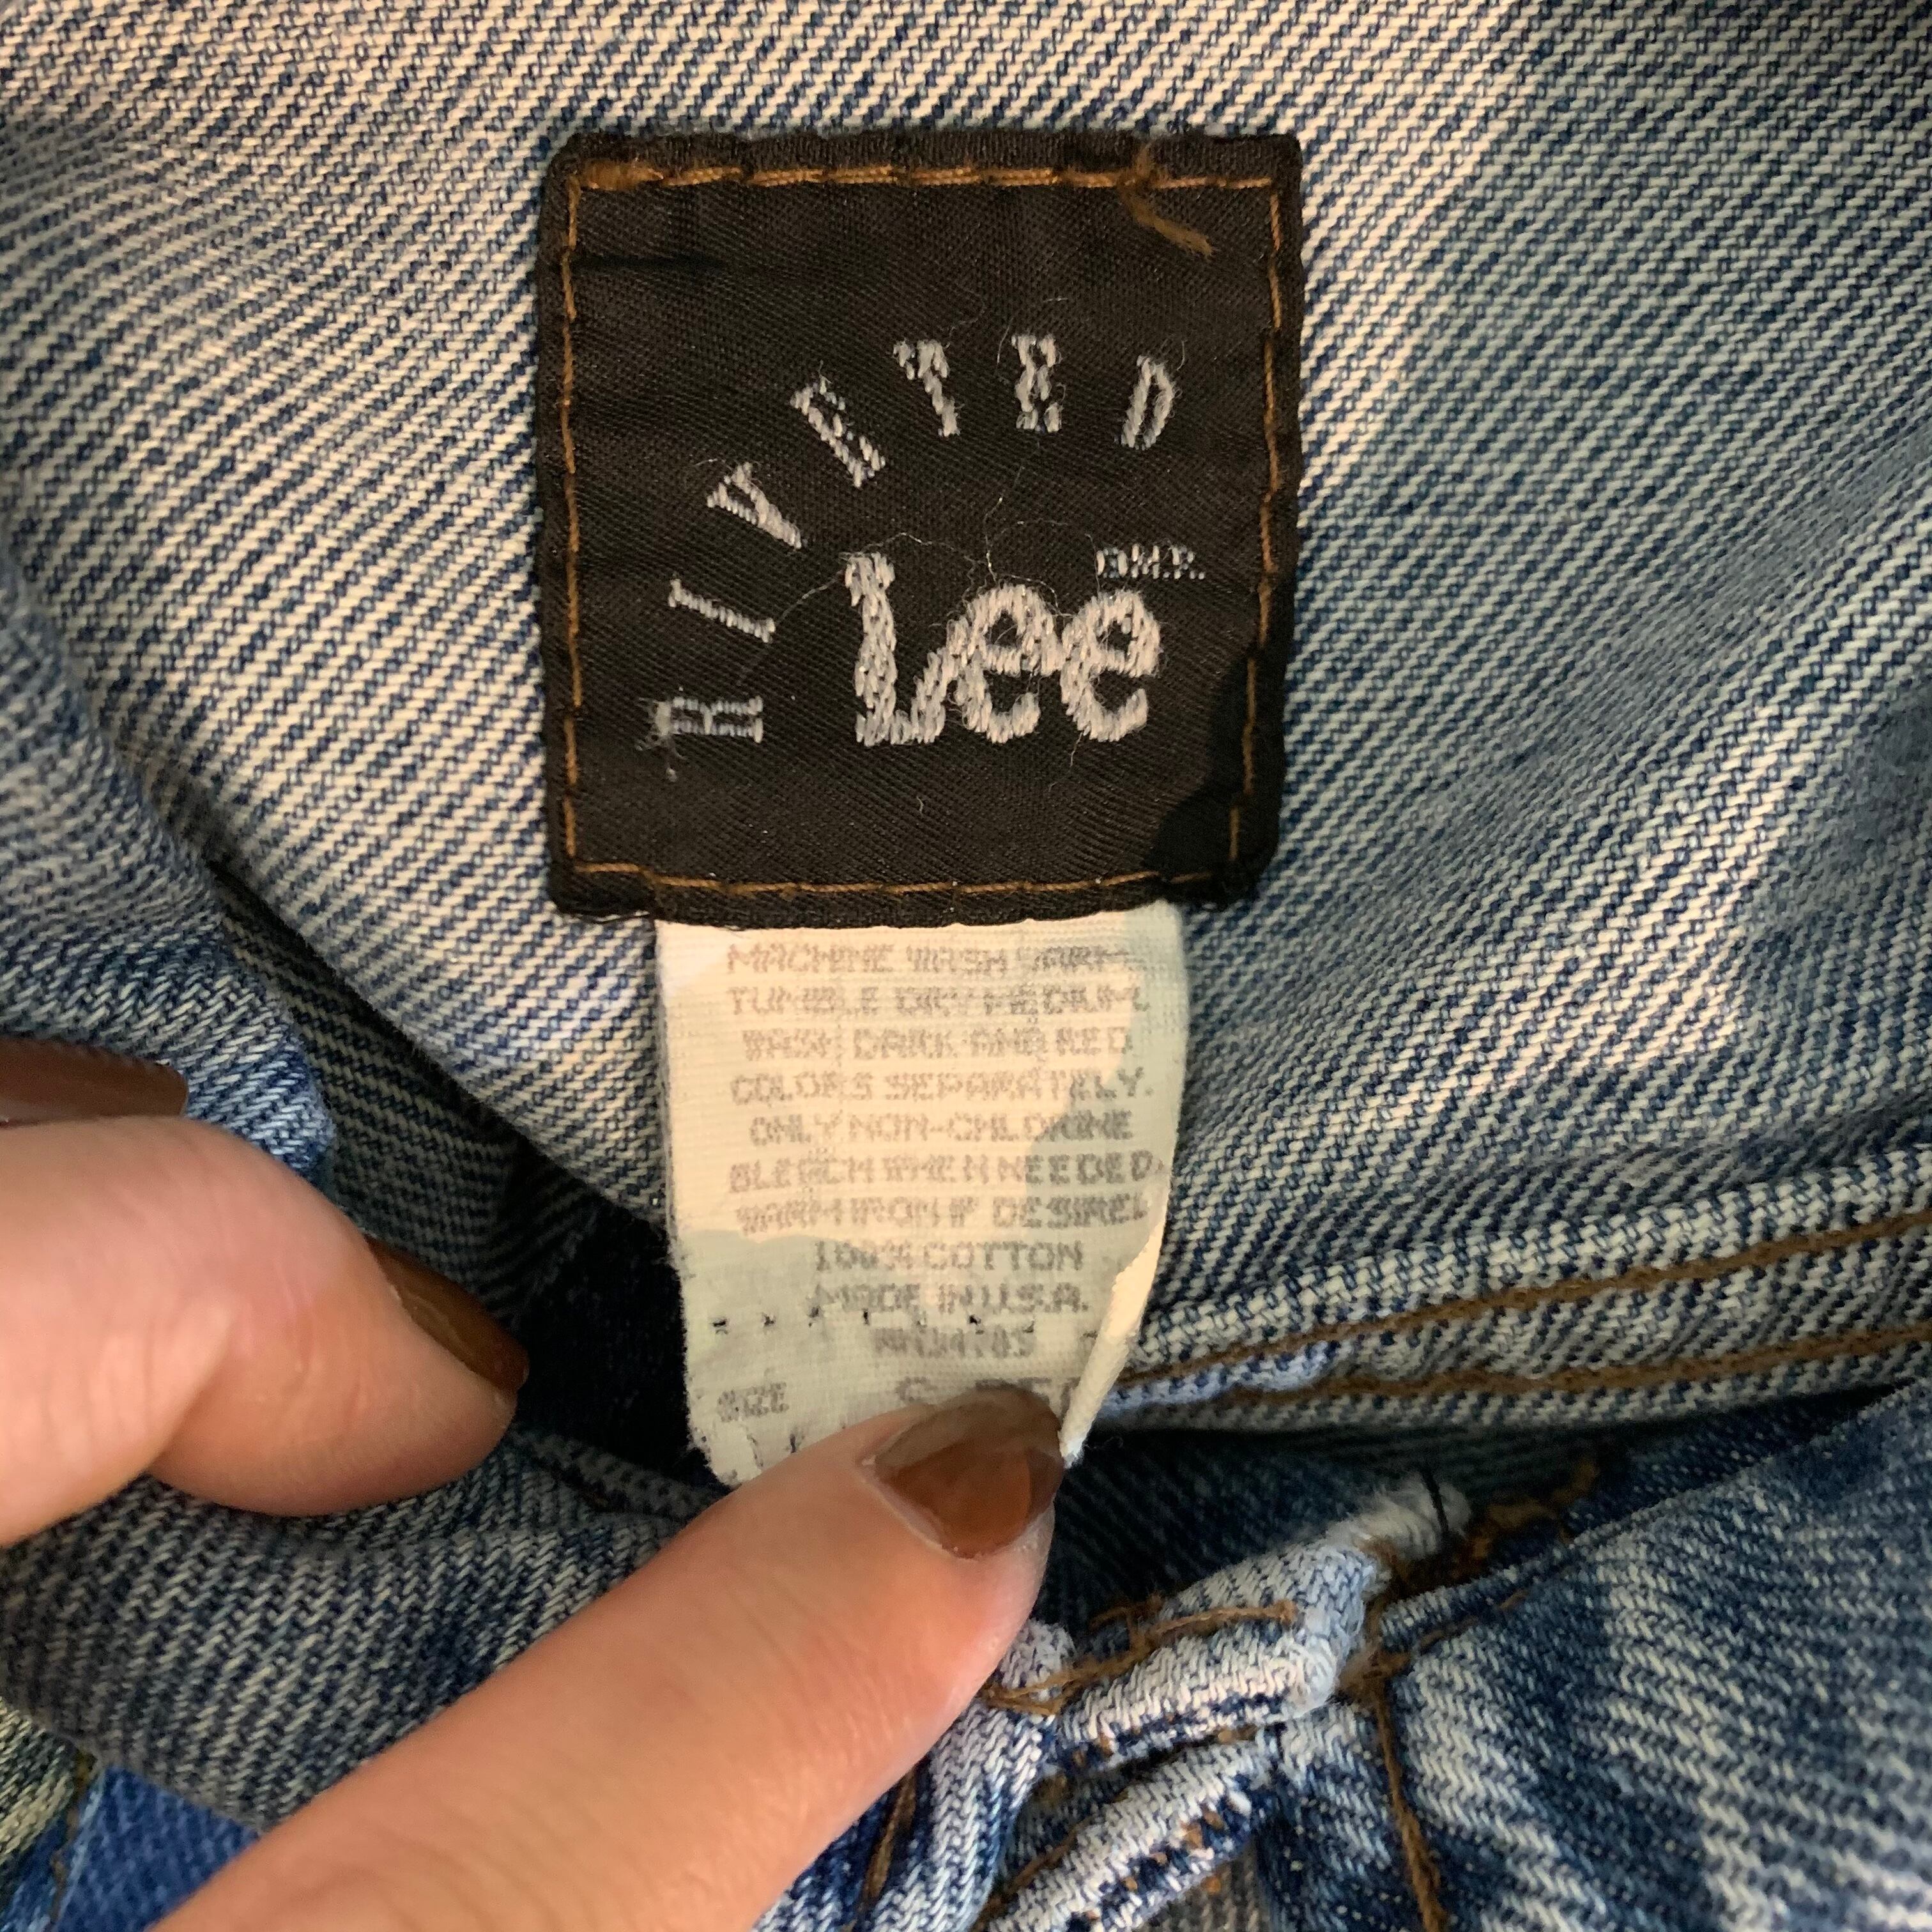 RIVETED
Lee
MACHINE WASH WARM
TUMBLE DRY MEDIUM.
WASH DARK AND RED
COLORS SEPARATELY.
ONLY NON-CHLORINE
BLEACH WHEN NEEDED
WARM IRON IF DESIRED
100% COTTON
MADE IN U.S.A.
SIZE